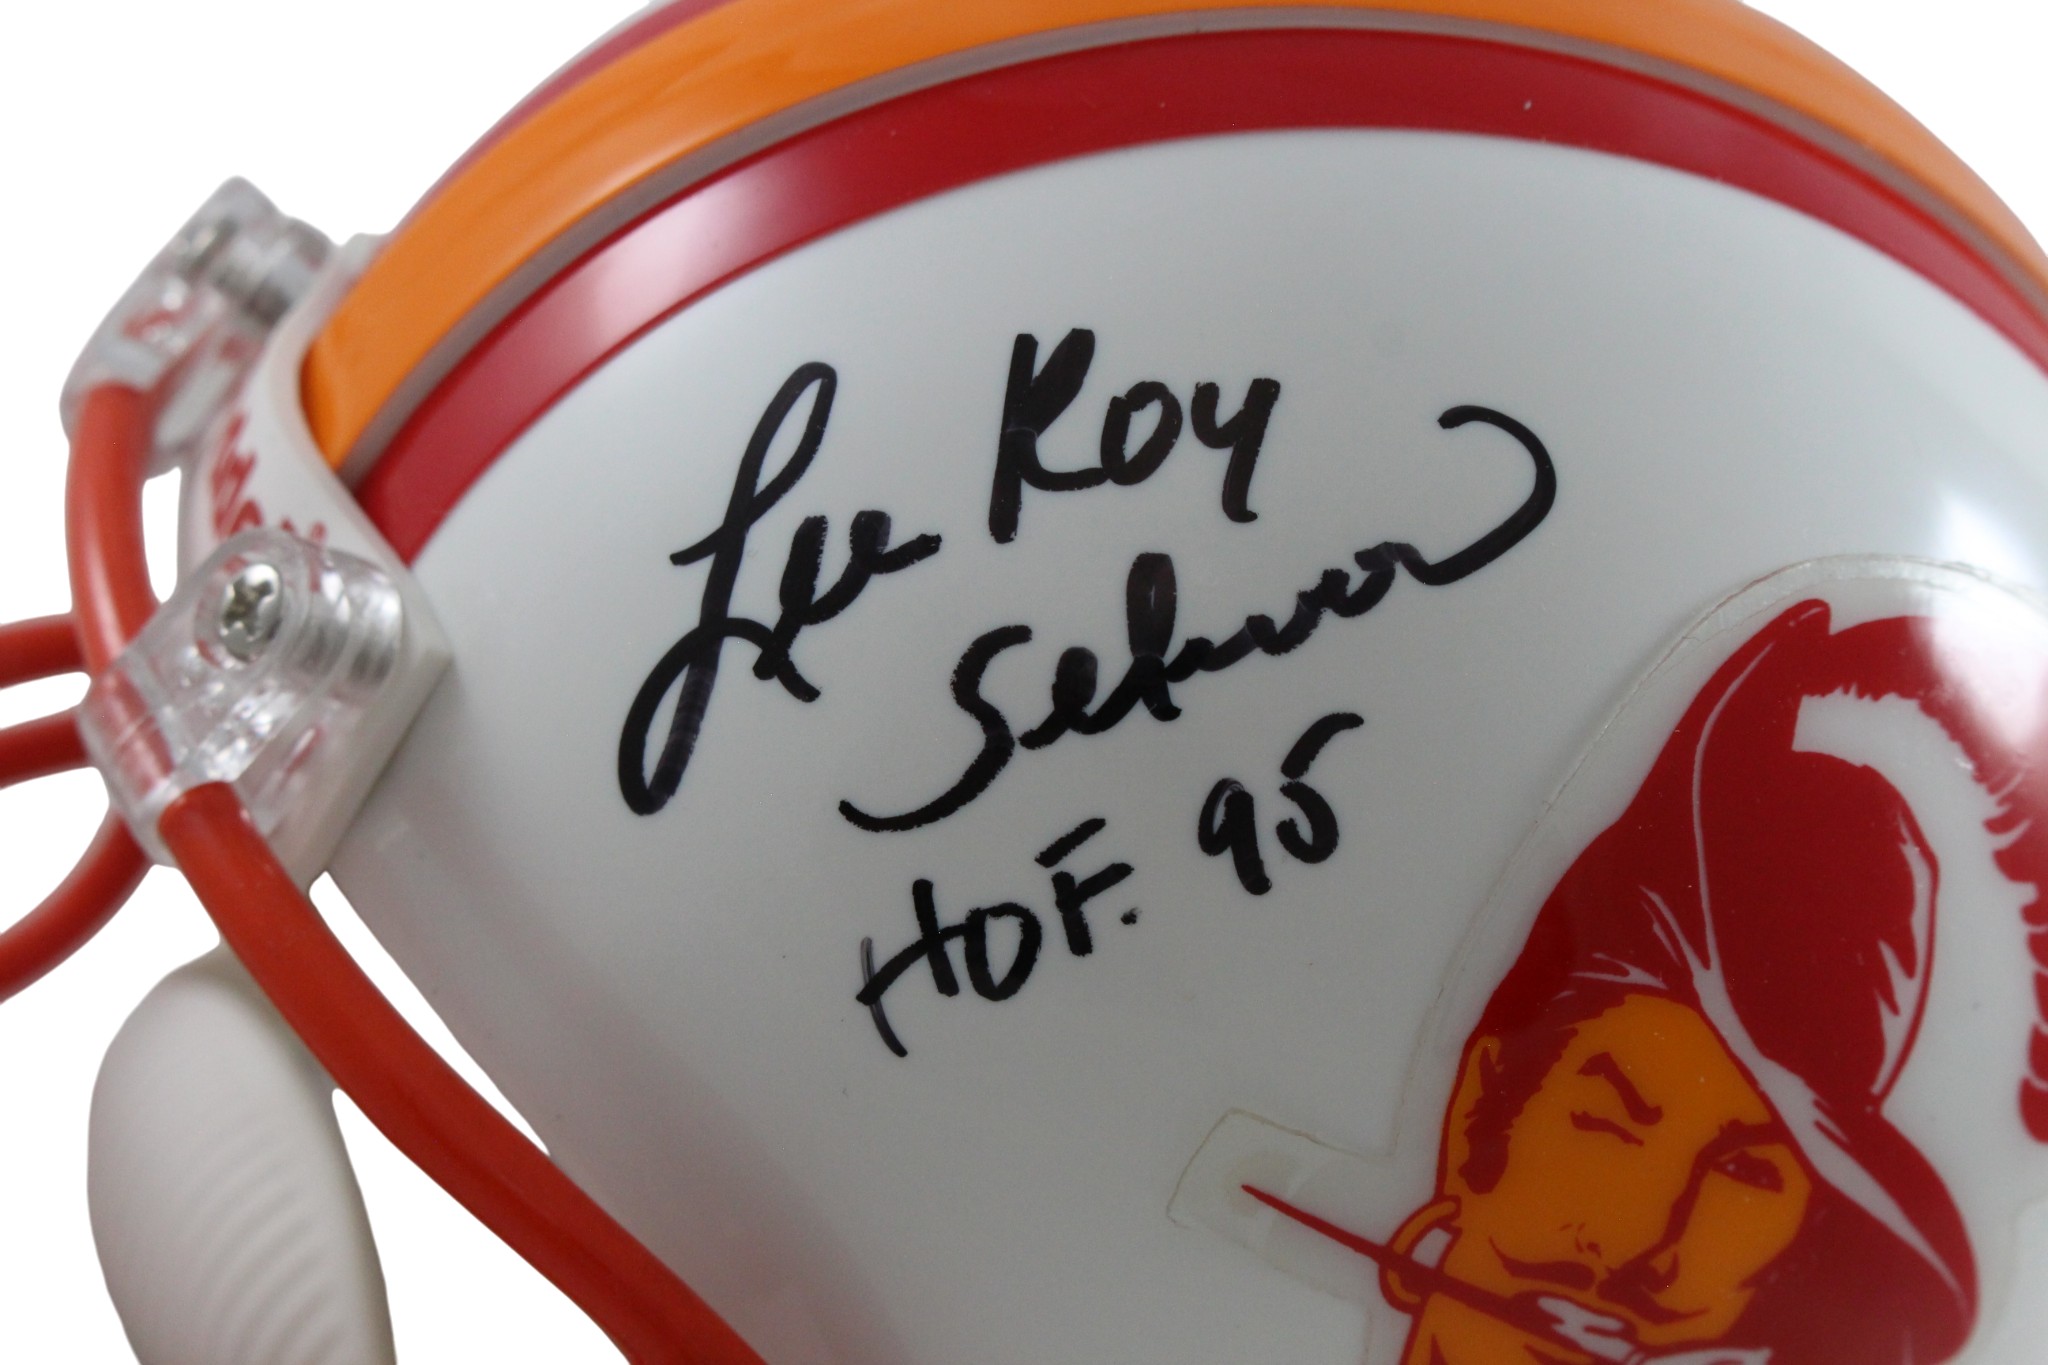 Lee Roy
Selmon
HOF. 95